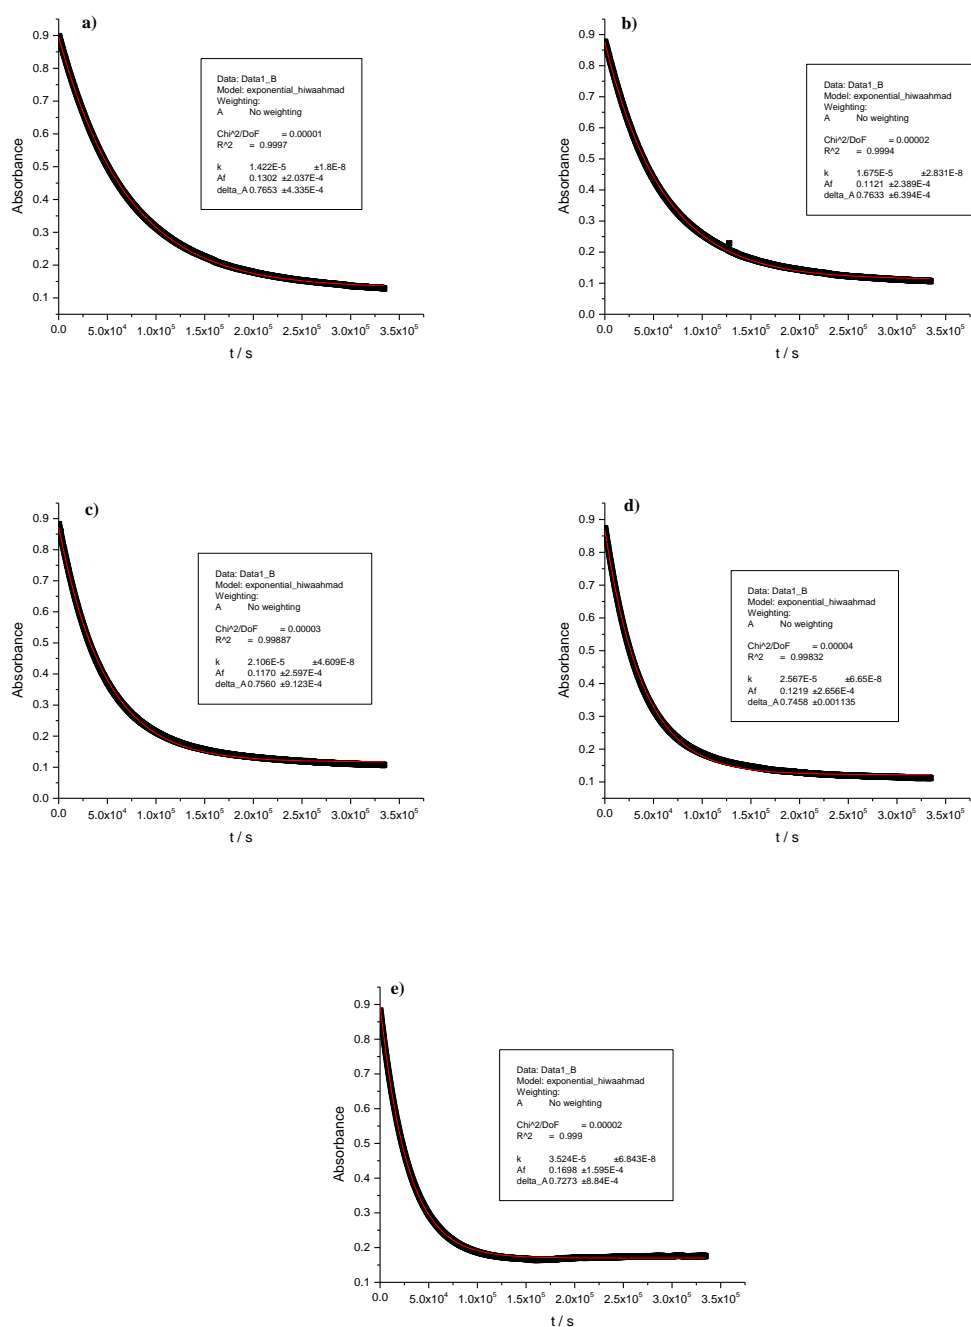 a)
0.9
0.8
0.7
0.6
0.5
0.4
0.3
0.2
0.1
Absorbance
0.0 5.0x10⁴ 1.0x10⁵ 1.5x10⁵ 2.0x10⁵ 2.5x10⁵ 3.0x10⁵ 3.5x10⁵
t / s
Data: Data1_B
Model: exponential_hiwaahmad
Weighting:
A No weighting
Chi^2/DoF = 0.00001
R^2 = 0.9997
k 1.422E-5 ±1.8E-8
Af 0.1302 ±2.037E-4
delta_A 0.7653 ±4.335E-4
b)
0.9
0.8
0.7
0.6
0.5
0.4
0.3
0.2
0.1
0.0
Absorbance
0.0 5.0x10⁴ 1.0x10⁵ 1.5x10⁵ 2.0x10⁵ 2.5x10⁵ 3.0x10⁵ 3.5x10⁵
t / s
Data: Data1_B
Model: exponential_hiwaahmad
Weighting:
A No weighting
Chi^2/DoF = 0.00002
R^2 = 0.9994
k 1.675E-5 ±2.831E-8
Af 0.1121 ±2.389E-4
delta_A 0.7633 ±6.394E-4
c)
0.9
0.8
0.7
0.6
0.5
0.4
0.3
0.2
0.1
0.0
Absorbance
0.0 5.0x10⁴ 1.0x10⁵ 1.5x10⁵ 2.0x10⁵ 2.5x10⁵ 3.0x10⁵ 3.5x10⁵
t / s
Data: Data1_B
Model: exponential_hiwaahmad
Weighting:
A No weighting
Chi^2/DoF = 0.00003
R^2 = 0.99887
k 2.106E-5 ±4.609E-8
Af 0.1170 ±2.597E-4
delta_A 0.7560 ±9.123E-4
d)
0.9
0.8
0.7
0.6
0.5
0.4
0.3
0.2
0.1
Absorbance
0.0 5.0x10⁴ 1.0x10⁵ 1.5x10⁵ 2.0x10⁵ 2.5x10⁵ 3.0x10⁵ 3.5x10⁵
t / s
Data: Data1_B
Model: exponential_hiwaahmad
Weighting:
A No weighting
Chi^2/DoF = 0.00004
R^2 = 0.99832
k 2.567E-5 ±6.65E-8
Af 0.1219 ±2.656E-4
delta_A 0.7458 ±0.001135
e)
0.9
0.8
0.7
0.6
0.5
0.4
0.3
0.2
0.1
Absorbance
0.0 5.0x10⁴ 1.0x10⁵ 1.5x10⁵ 2.0x10⁵ 2.5x10⁵ 3.0x10⁵ 3.5x10⁵
t / s
Data: Data1_B
Model: exponential_hiwaahmad
Weighting:
A No weighting
Chi^2/DoF = 0.00002
R^2 = 0.999
k 3.524E-5 ±6.843E-8
Af 0.1698 ±1.595E-4
delta_A 0.7273 ±8.84E-4